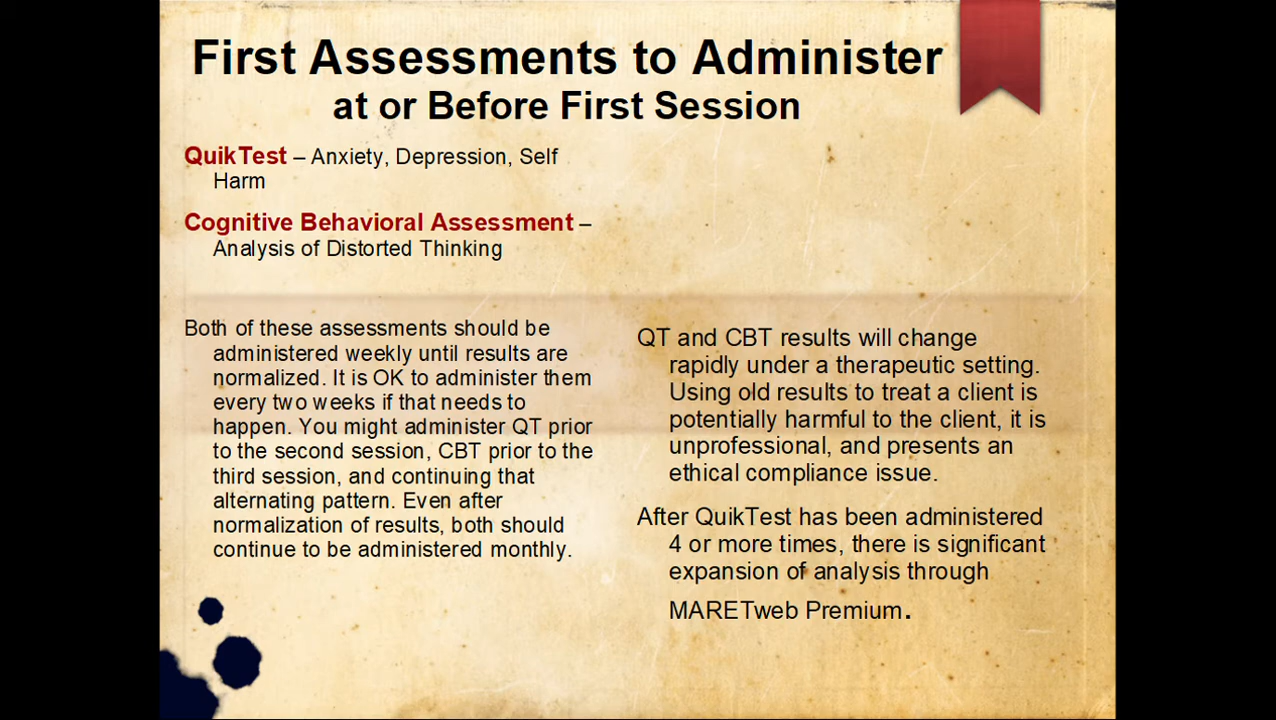 First Assessments to Administer
at or Before First Session
QuikTest – Anxiety, Depression, Self
Harm
Cognitive Behavioral Assessment –
Analysis of Distorted Thinking
Both of these assessments should be
administered weekly until results are
normalized. It is OK to administer them
every two weeks if that needs to
happen. You might administer QT prior
to the second session, CBT prior to the
third session, and continuing that
alternating pattern. Even after
normalization of results, both should
continue to be administered monthly.
QT and CBT results will change
rapidly under a therapeutic setting.
Using old results to treat a client is
potentially harmful to the client, it is
unprofessional, and presents an
ethical compliance issue.
After QuikTest has been administered
4 or more times, there is significant
expansion of analysis through
MARETweb Premium.